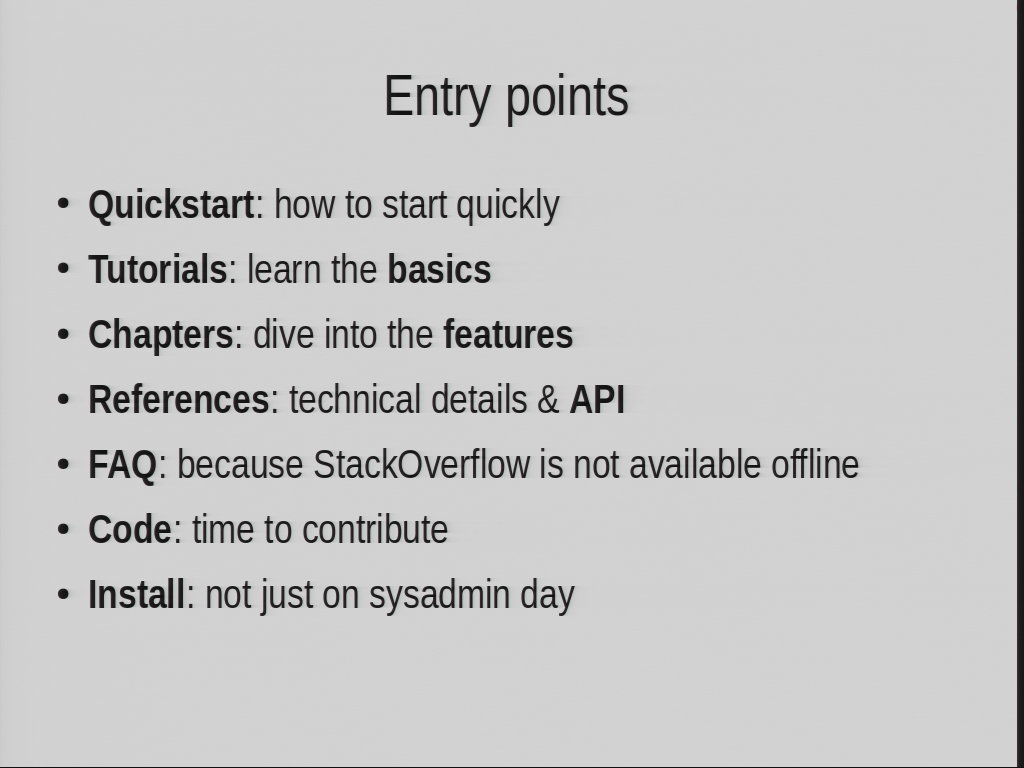 Entry points
• Quickstart: how to start quickly
• Tutorials: learn the basics
• Chapters: dive into the features
• References: technical details & API
• FAQ: because StackOverflow is not available offline
• Code: time to contribute
• Install: not just on sysadmin day